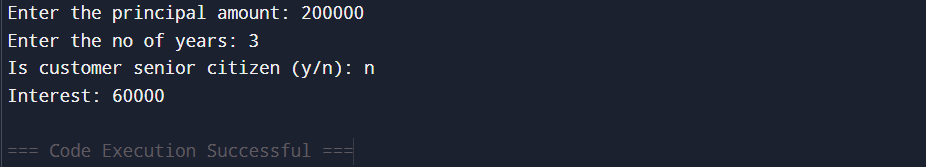 Enter the principal amount: 200000
Enter the no of years: 3
Is customer senior citizen (y/n): n
Interest: 60000
=== Code Execution Successful ===